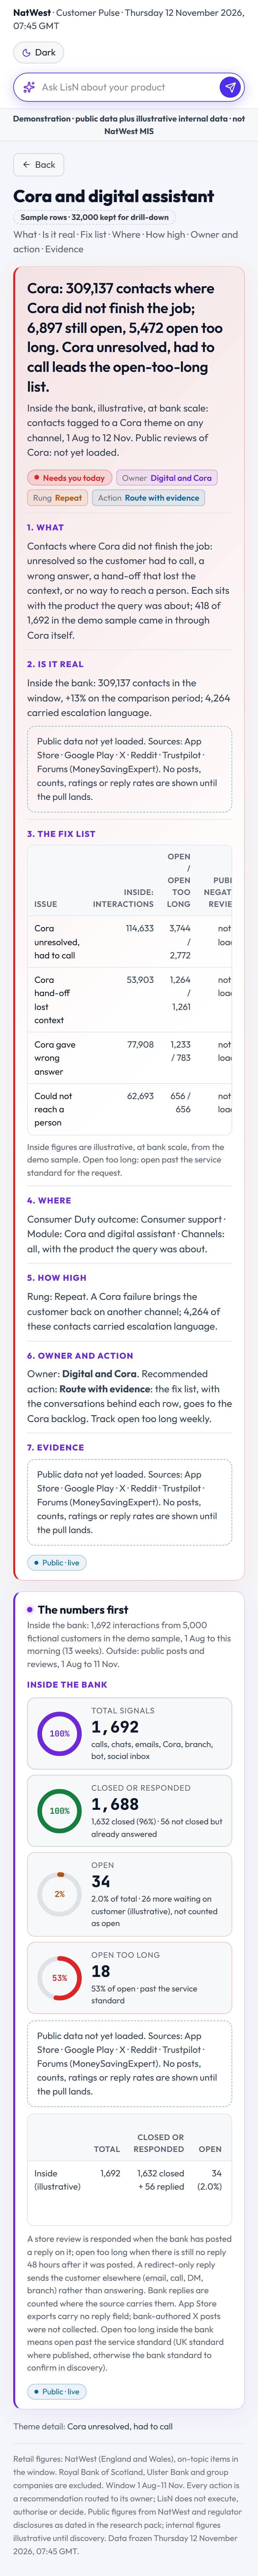 NatWest · Customer Pulse · Thursday 12 November 2026,
07:45 GMT
Dark
Ask LisN about your product
Demonstration · public data plus illustrative internal data · not
NatWest MIS
← Back
Cora and digital assistant
Sample rows · 32,000 kept for drill-down
What · Is it real · Fix list · Where · How high · Owner and
action · Evidence
Cora: 309,137 contacts where
Cora did not finish the job;
6,897 still open, 5,472 open too
long. Cora unresolved, had to
call leads the open-too-long
list.
Inside the bank, illustrative, at bank scale:
contacts tagged to a Cora theme on any
channel, 1 Aug to 12 Nov. Public reviews of
Cora: not yet loaded.
Needs you today
Owner Digital and Cora
Rung Repeat
Action Route with evidence
1. WHAT
Contacts where Cora did not finish the job:
unresolved so the customer had to call, a
wrong answer, a hand-off that lost the
context, or no way to reach a person. Each sits
with the product the query was about; 418 of
1,692 in the demo sample came in through
Cora itself.
2. IS IT REAL
Inside the bank: 309,137 contacts in the
window, +13% on the comparison period; 4,264
carried escalation language.
Public data not yet loaded. Sources: App
Store · Google Play · X · Reddit · Trustpilot ·
Forums (MoneySavingExpert). No posts,
counts, ratings or reply rates are shown until
the pull lands.
3. THE FIX LIST
ISSUE
INSIDE:
INTERACTIONS
OPEN
/
OPEN
TOO
LONG
PUBL
NEGAT
REVIE
Cora
unresolved,
had to call
114,633
3,744
/
2,772
not
loa
Cora
hand-off
lost
context
53,903
1,264
/
1,261
not
loa
Cora gave
wrong
answer
77,908
1,233
/ 783
not
loa
Could not
reach a
person
62,693
656 /
656
not
loa
Inside figures are illustrative, at bank scale, from the
demo sample. Open too long: open past the service
standard for the request.
4. WHERE
Consumer Duty outcome: Consumer support ·
Module: Cora and digital assistant · Channels:
all, with the product the query was about.
5. HOW HIGH
Rung: Repeat. A Cora failure brings the
customer back on another channel; 4,264 of
these contacts carried escalation language.
6. OWNER AND ACTION
Owner: Digital and Cora. Recommended
action: Route with evidence: the fix list, with
the conversations behind each row, goes to the
Cora backlog. Track open too long weekly.
7. EVIDENCE
Public data not yet loaded. Sources: App
Store · Google Play · X · Reddit · Trustpilot ·
Forums (MoneySavingExpert). No posts,
counts, ratings or reply rates are shown until
the pull lands.
Public · live
The numbers first
Inside the bank: 1,692 interactions from 5,000
fictional customers in the demo sample, 1 Aug to this
morning (13 weeks). Outside: public posts and
reviews, 1 Aug to 11 Nov.
INSIDE THE BANK
100%
TOTAL SIGNALS
1,692
calls, chats, emails, Cora, branch,
bot, social inbox
100%
CLOSED OR RESPONDED
1,688
1,632 closed (96%) · 56 not closed but
already answered
2%
OPEN
34
2.0% of total · 26 more waiting on
customer (illustrative), not counted
as open
53%
OPEN TOO LONG
18
53% of open · past the service
standard
Public data not yet loaded. Sources: App
Store · Google Play · X · Reddit · Trustpilot ·
Forums (MoneySavingExpert). No posts,
counts, ratings or reply rates are shown until
the pull lands.
TOTAL
CLOSED OR
RESPONDED
OPEN
Inside
(illustrative)
1,692
1,632 closed
+ 56 replied
34
(2.0%)
A store review is responded when the bank has posted
a reply on it; open too long when there is still no reply
48 hours after it was posted. A redirect-only reply
sends the customer elsewhere (email, call, DM,
branch) rather than answering. Bank replies are
counted where the source carries them. App Store
exports carry no reply field; bank-authored X posts
were not collected. Open too long inside the bank
means open past the service standard (UK standard
where published, otherwise the bank standard to
confirm in discovery).
Public · live
Theme detail: Cora unresolved, had to call
Retail figures: NatWest (England and Wales), on-topic items in
the window. Royal Bank of Scotland, Ulster Bank and group
companies are excluded. Window 1 Aug–11 Nov. Every action is
a recommendation routed to its owner; LisN does not execute,
authorise or decide. Public figures from NatWest and regulator
disclosures as dated in the research pack; internal figures
illustrative until discovery. Data frozen Thursday 12 November
2026, 07:45 GMT.